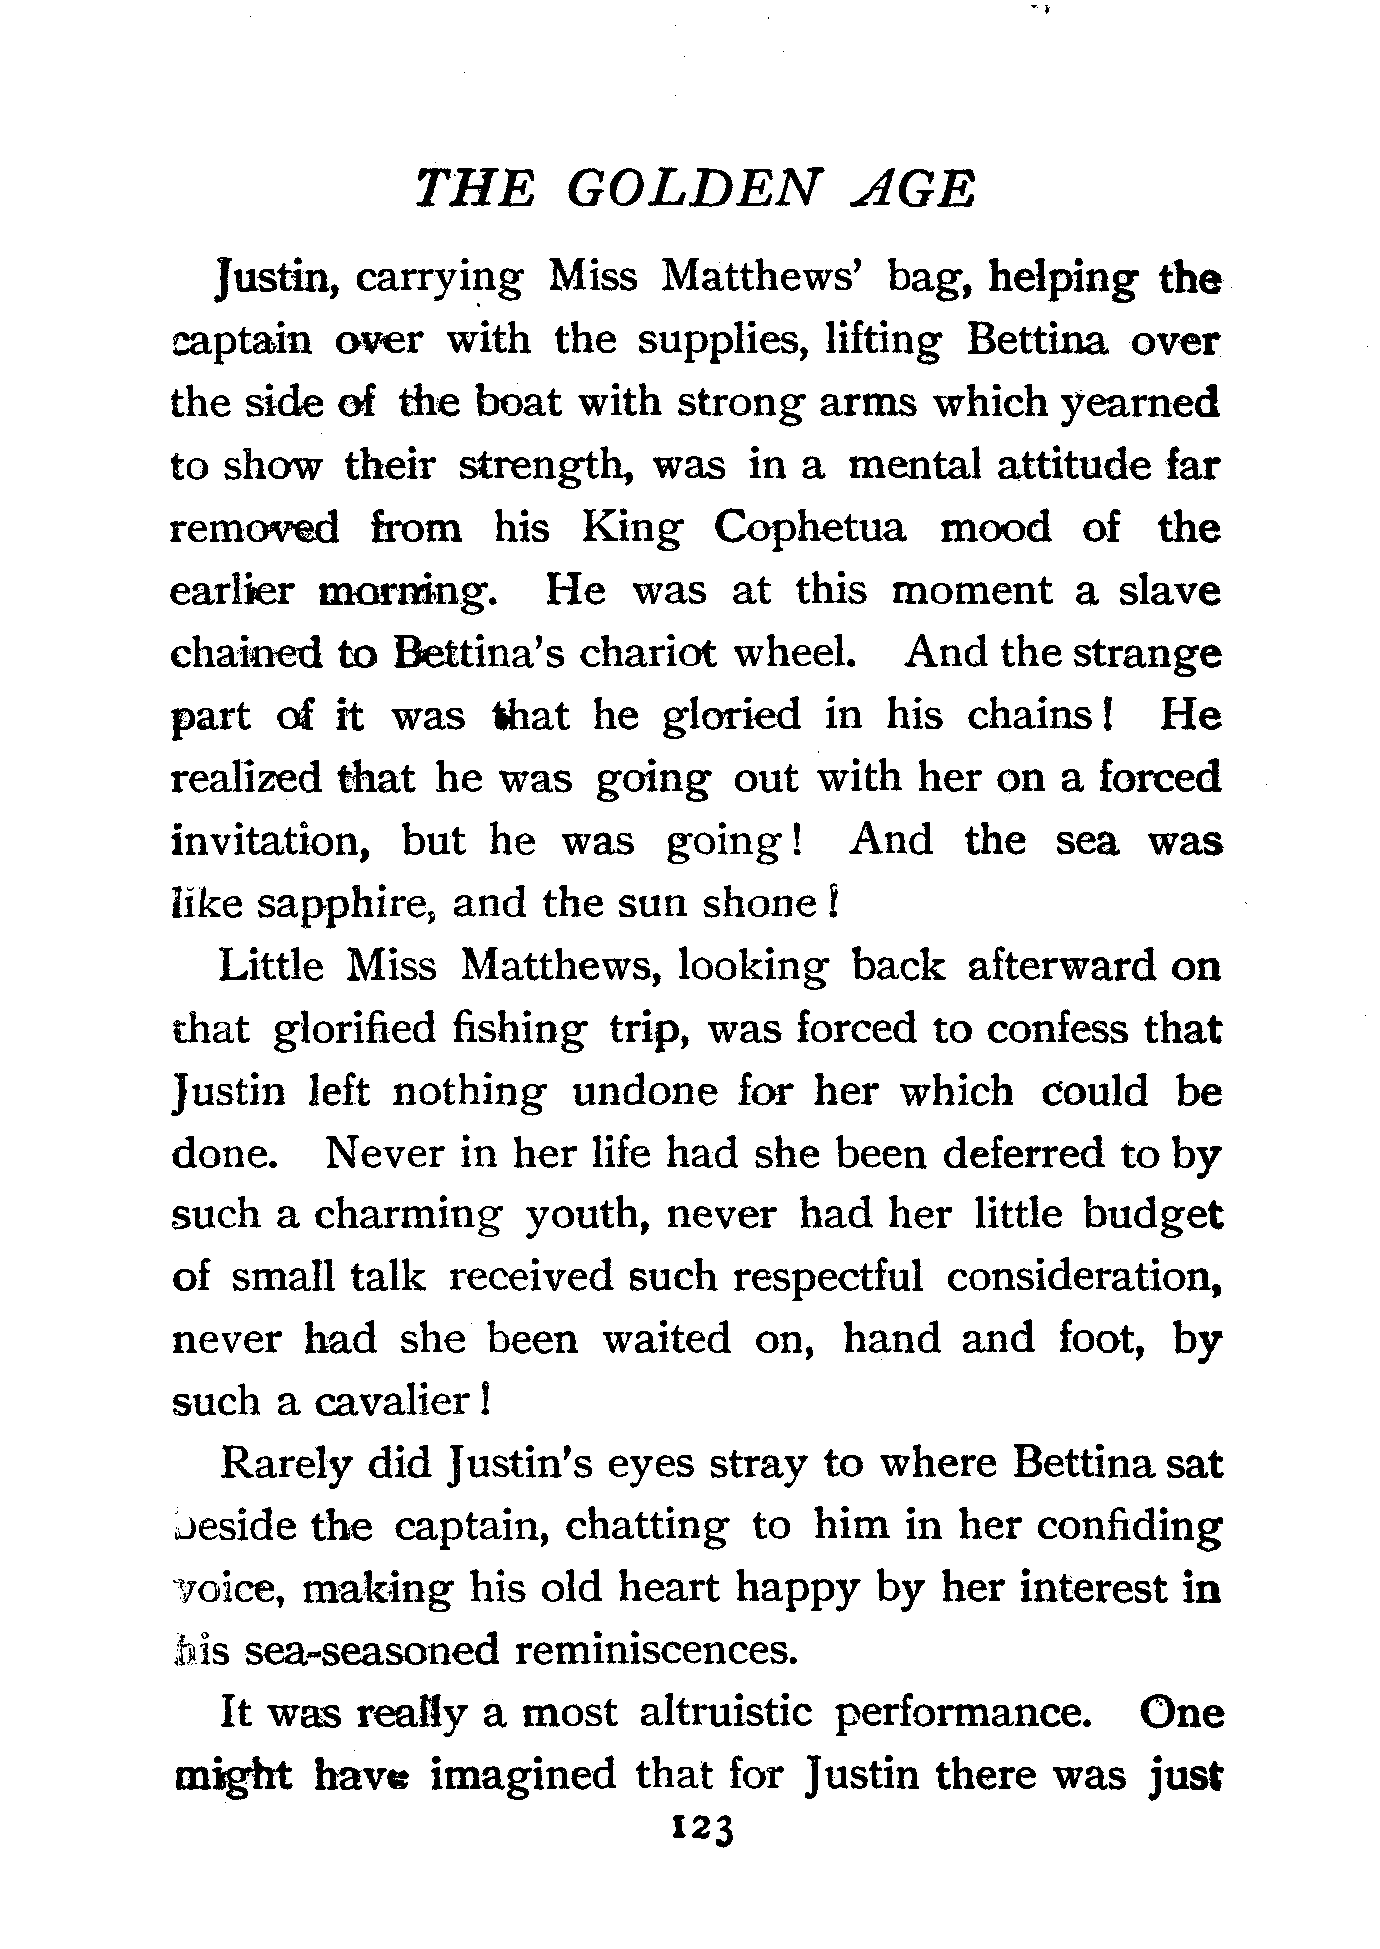 THE GOLDEN AGE
Justin, carrying Miss Matthews' bag, helping the
captain over with the supplies, lifting Bettina over
the side of the boat with strong arms which yearned
to show their strength, was in a mental attitude far
removed from his King Cophetua mood of the
earlier morning. He was at this moment a slave
chained to Bettina's chariot wheel. And the strange
part of it was that he gloried in his chains! He
realized that he was going out with her on a forced
invitation, but he was going! And the sea was
like sapphire, and the sun shone!
Little Miss Matthews, looking back afterward on
that glorified fishing trip, was forced to confess that
Justin left nothing undone for her which could be
done. Never in her life had she been deferred to by
such a charming youth, never had her little budget
of small talk received such respectful consideration,
never had she been waited on, hand and foot, by
such a cavalier!
Rarely did Justin's eyes stray to where Bettina sat
beside the captain, chatting to him in her confiding
voice, making his old heart happy by her interest in
his sea-seasoned reminiscences.
It was really a most altruistic performance. One
might have imagined that for Justin there was just
123